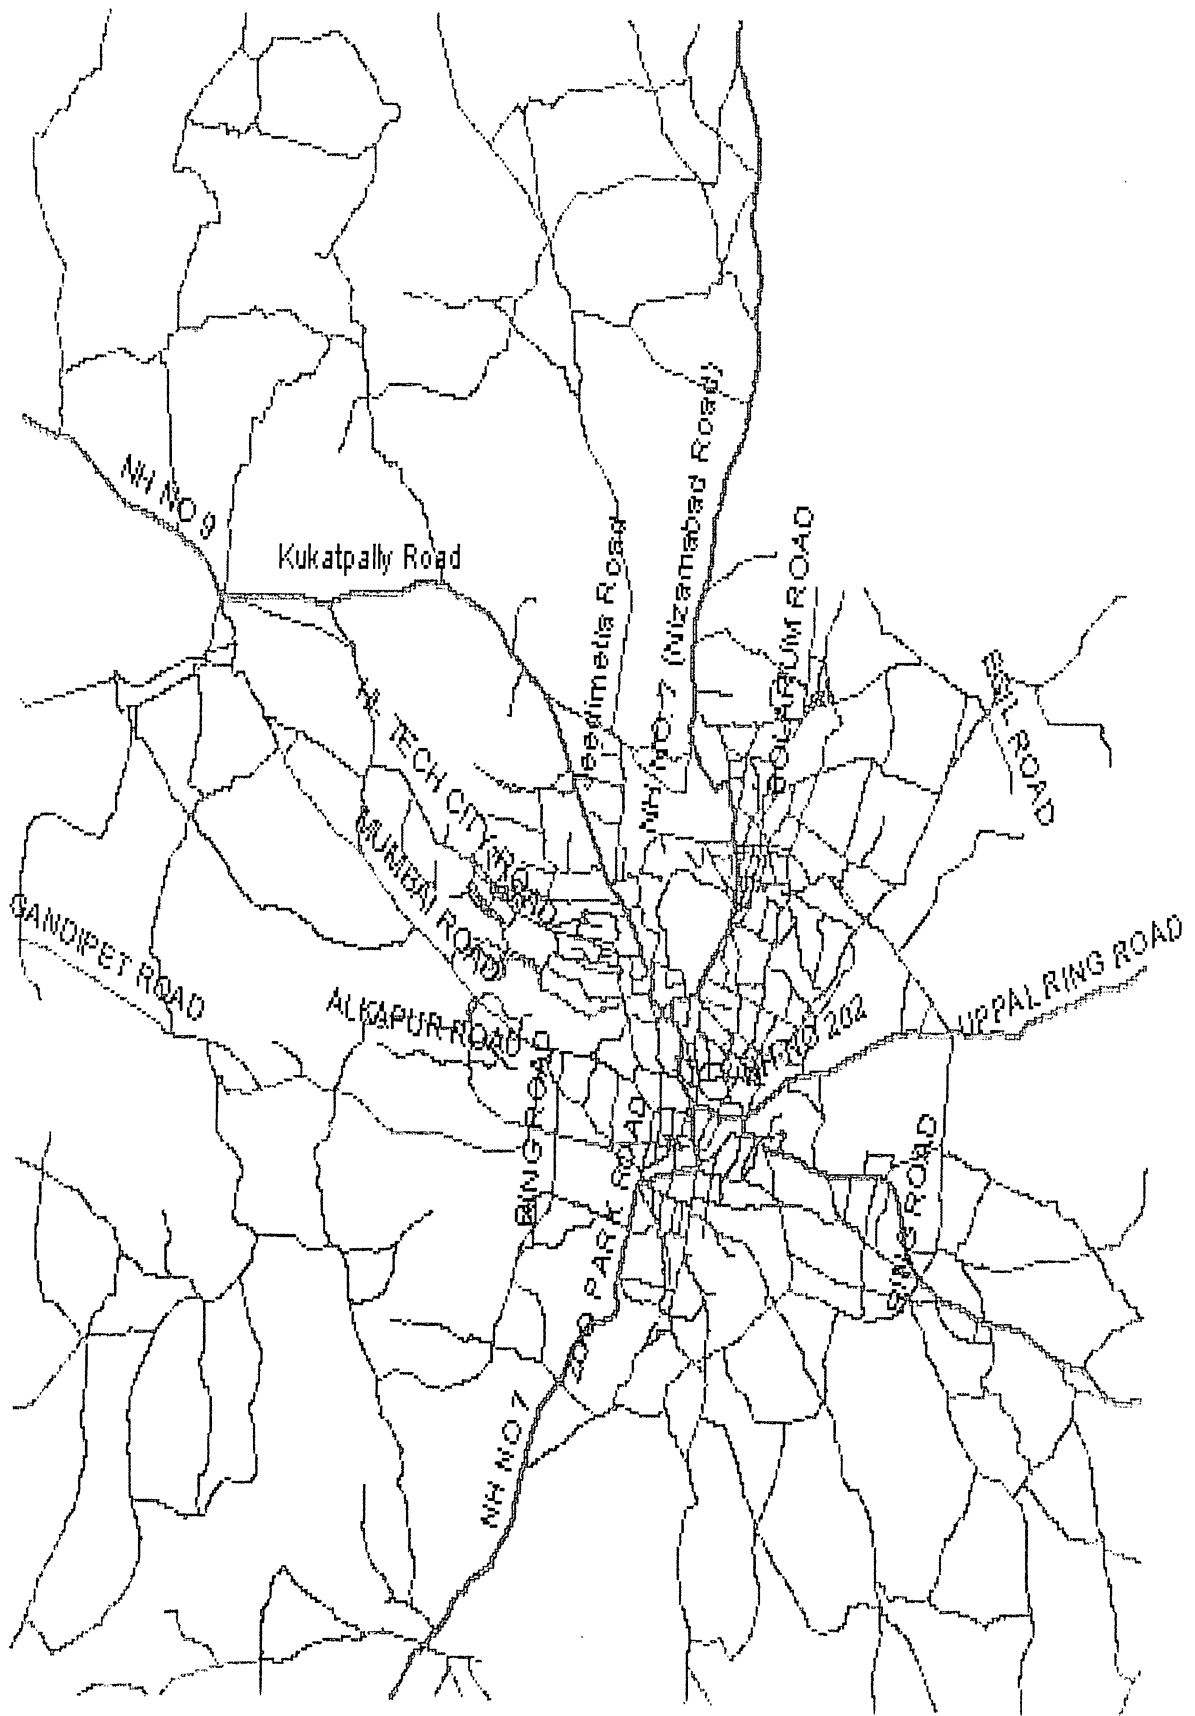 NH NO 9
Kukatpally Road
Jeedimetla Road
NH NO.7 (Nizamabad Road)
BOLARUM ROAD
HI. TECH CITY ROAD
MUMBAI ROAD
GANDIPET ROAD
ALKAPUR ROAD
UPPAL RING ROAD
NH NO 202
RING ROAD
ZOO PARK ROAD
ROAD
NH NO 7
ROAD